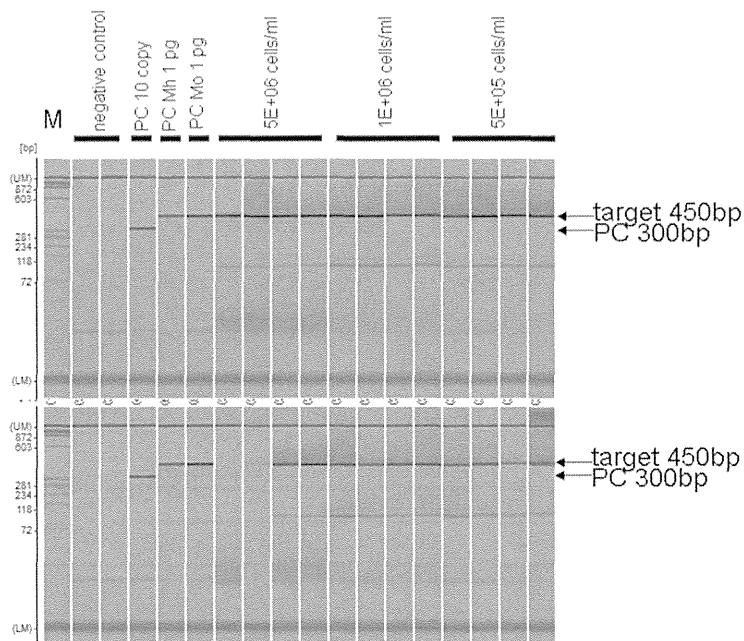 M
negative control
PC 10 copy
PC Mh 1 pg
PC Mo 1 pg
5E+06 cells/ml
1E+06 cells/ml
5E+05 cells/ml
[bp]
(UM)
872
603
281
234
118
72
(LM)
target 450bp
PC 300bp
(UM)
872
603
281
234
118
72
(LM)
target 450bp
PC 300bp